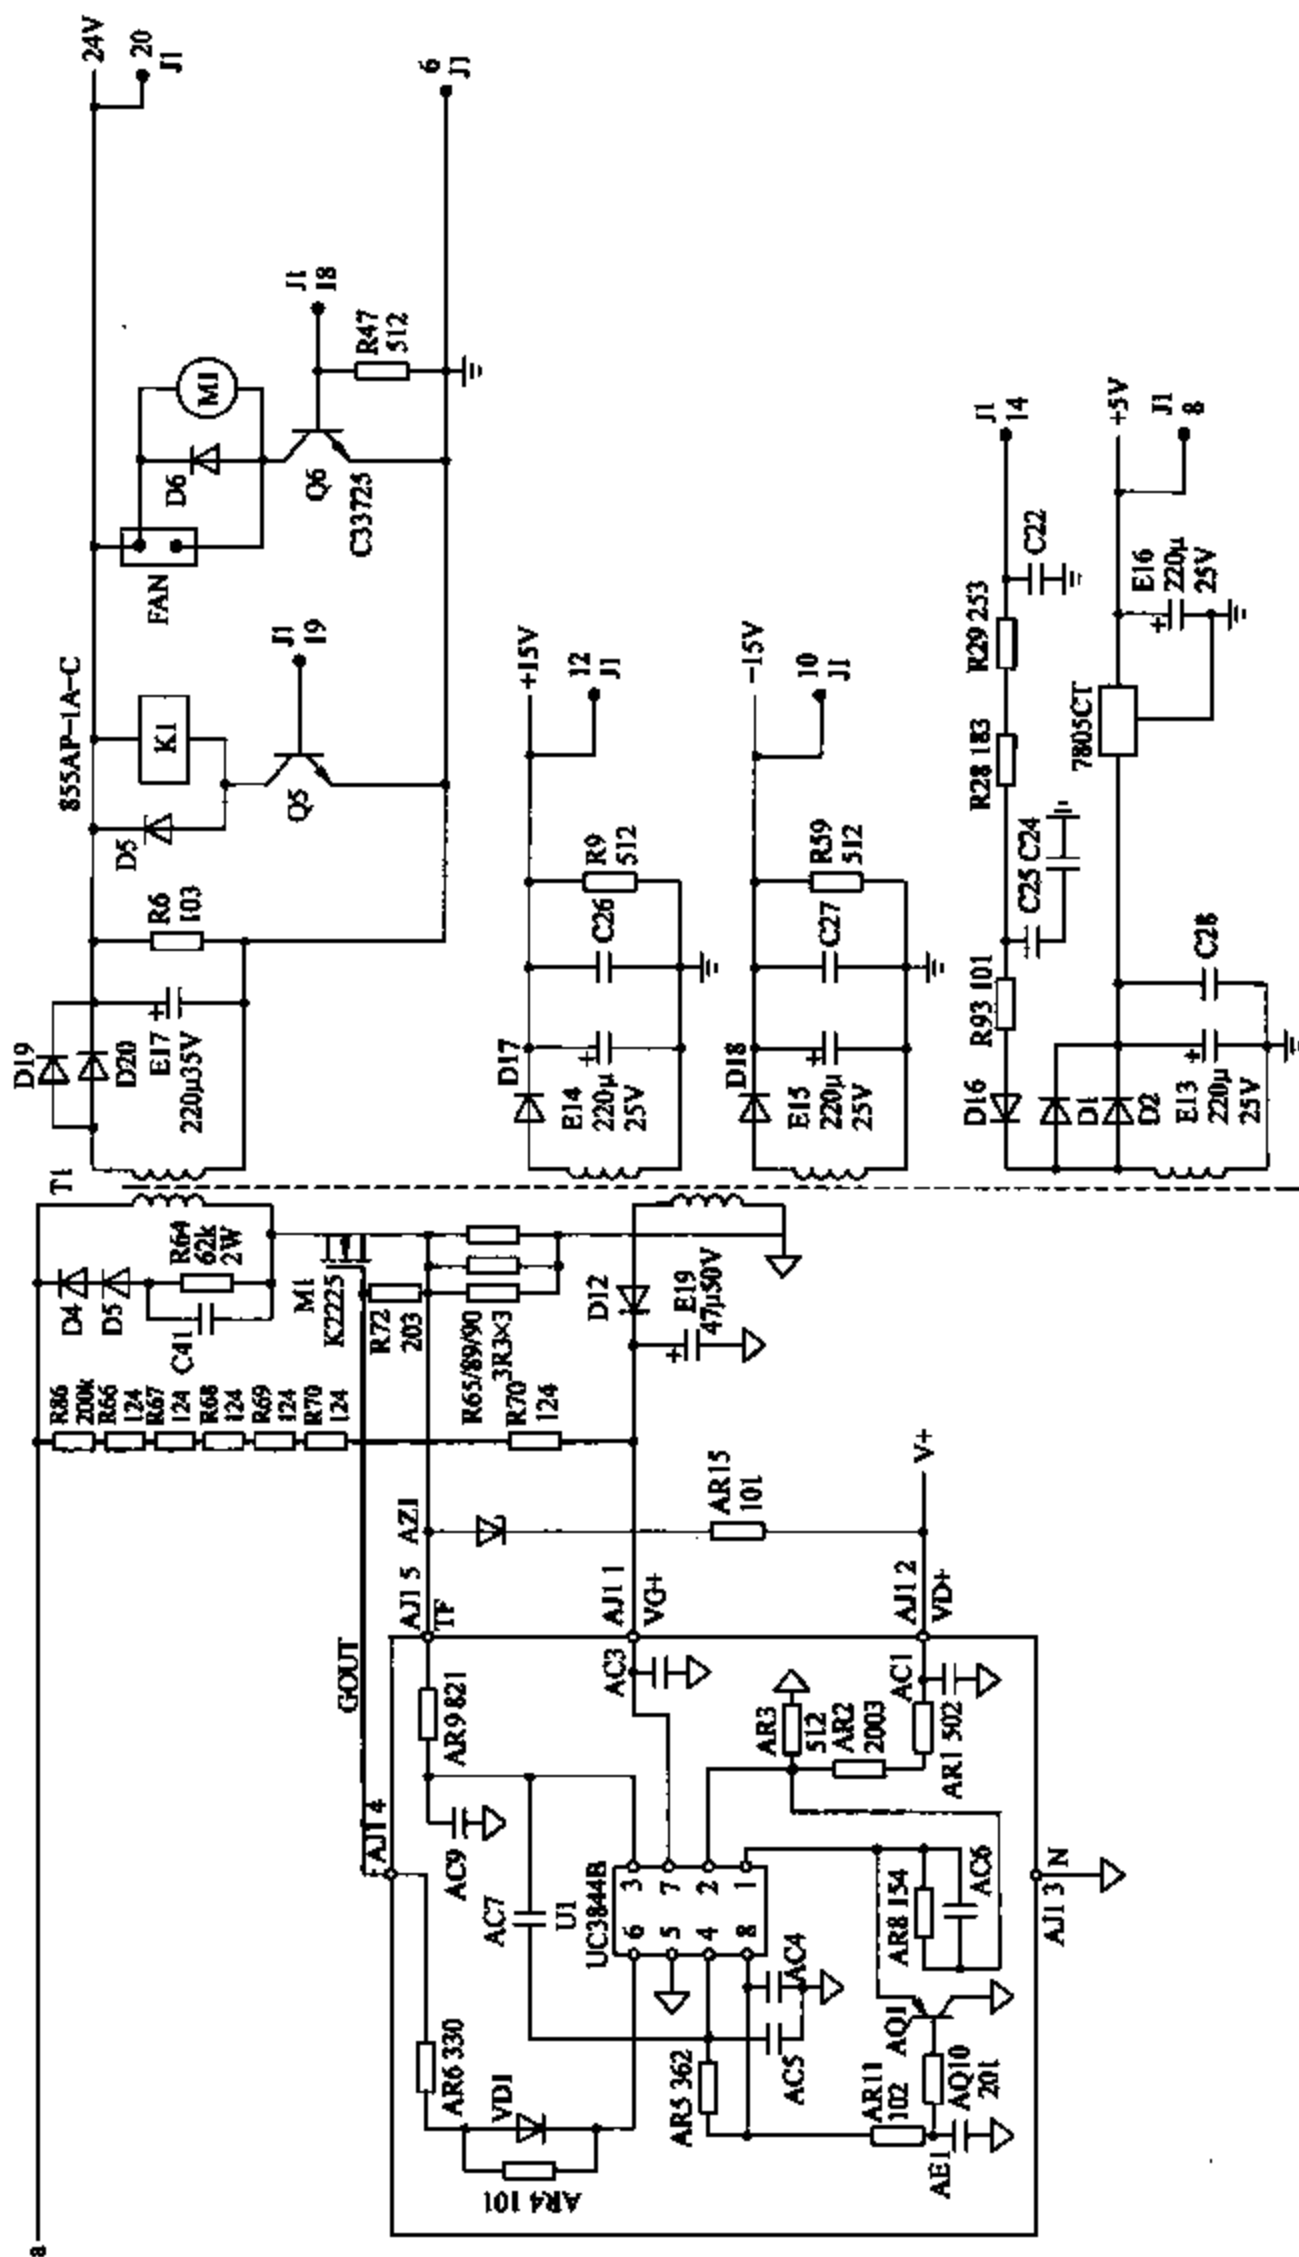 24V
20
J1
6
J1
J1
18
R47
512
M1
D6
Q6
C33725
FAN
855AP-1A-C
K1
J1
19
D5
Q5
R6
103
D19
D20
E17
220μ35V
T1
+15V
12
J1
R9
512
C26
D17
E14
220μ
25V
-15V
10
J1
R59
512
C27
D18
E15
220μ
25V
J1
14
C22
R29 253
R28 183
C25 C24
R93 101
D16
+5V
J1
8
E16
220μ
25V
7805CT
C28
D1
D2
E13
220μ
25V
R64
62k
2W
D4
D5
C41
M1
K2225
R72
203
R65/89/90
3R3×3
D12
E19
47μ50V
R86
200k
R66
124
R67
124
R68
124
R69
124
R70
124
R70
124
AR15
101
V+
AZ1
AJ1 5
TF
AJ1 1
VG+
AJ1 2
VD+
GOUT
AJ1 4
AR9 821
AC9
AC7
AC3
AC1
AR3
512
AR2
2003
AR1 502
U1
UC3844B
3
7
2
1
6
5
4
8
AC4
AC5
AR8 154
AC6
AJ1 3
N
AR6 330
VD1
AR4 101
AR5 362
AR11
102
AQ1
AQ10
201
AE1
a